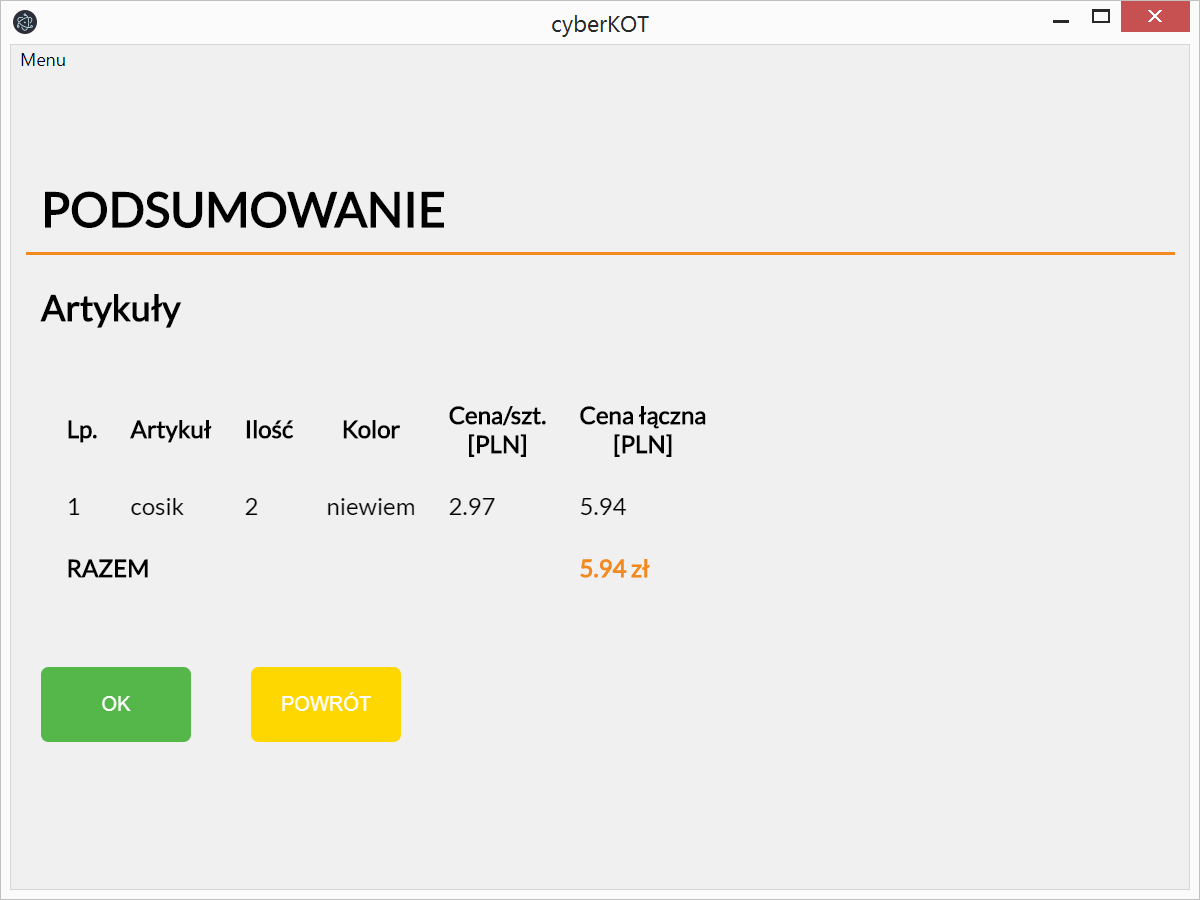 cyberKOT
Menu
PODSUMOWANIE
Artykuły
Lp. Artykuł Ilość Kolor Cena/szt. [PLN] Cena łączna [PLN]
1 cosik 2 niewiem 2.97 5.94
RAZEM 5.94 zł
OK POWRÓT